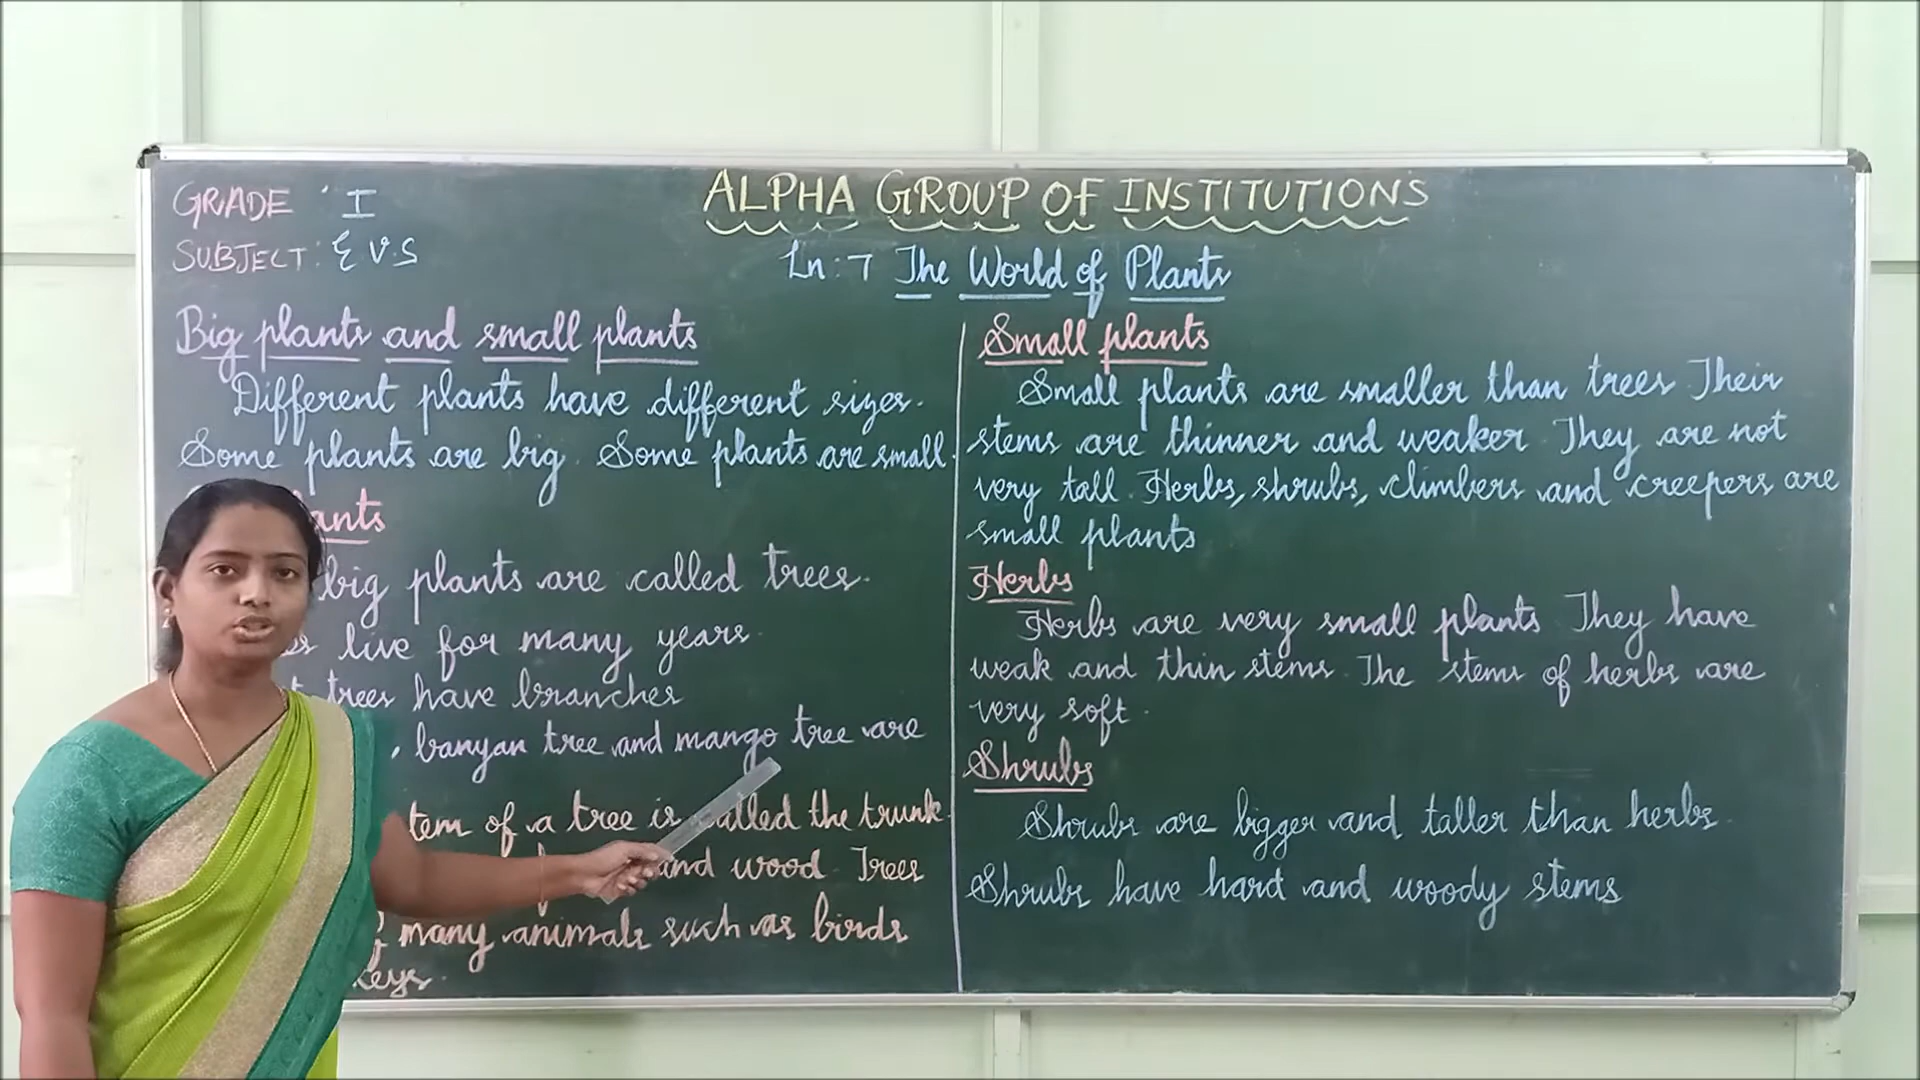 ALPHA GROUP OF INSTITUTIONS
GRADE : I
SUBJECT : E V.S
Ln : 7 The World of Plants
Big plants and small plants
Different plants have different sizes.
Some plants are big. Some plants are small.
big plants are called trees.
live for many years.
trees have branches
, banyan tree and mango tree are
of a tree is called the trunk.
and wood. Trees
many animals such as birds
Small plants
Small plants are smaller than trees Their
stems are thinner and weaker They are not
very tall. Herbs, shrubs, climbers and creepers are
small plants
Herbs
Herbs are very small plants They have
weak and thin stems. The stems of herbs are
very soft.
Shrubs
Shrubs are bigger and taller than herbs.
Shrubs have hard and woody stems